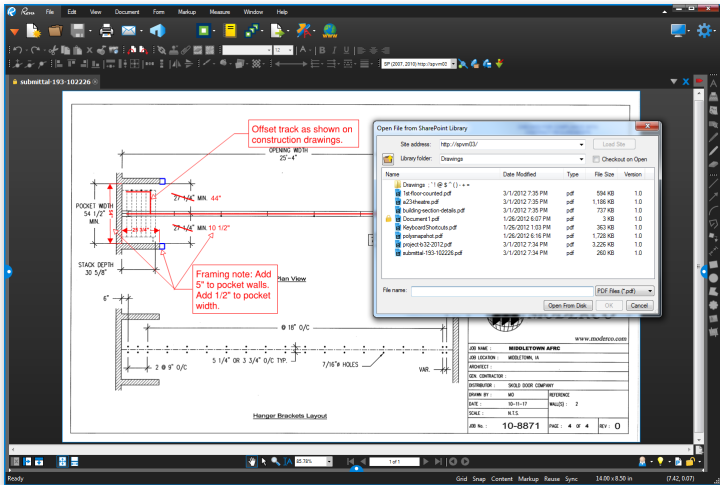 Revu File Edit View Document Form Markup Measure Window Help
12
SP (2007, 2010) http://spvm03
submittal-193-102226
Offset track as shown on
construction drawings.
OPENING WIDTH
25'-4"
27 1/4" MIN. 44"
POCKET WIDTH
54 1/2"
MIN.
25 3/4"
27 1/4" MIN. 10 1/2"
STACK DEPTH
30 5/8"
Framing note: Add
5" to pocket walls.
Add 1/2" to pocket
width.
Plan View
6"
@ 18" O/C
2 @ 9" O/C
5 1/4" OR 3 3/4" O/C TYP.
7/16"ø HOLES
VAR.
Hanger Brackets Layout
Open File from SharePoint Library
Site address: http://spvm03/ Load Site
Library folder: Drawings Checkout on Open
Name Date Modified Type File Size Version
1st-floor-counted.pdf 3/1/2012 7:35 PM pdf 594 KB 1.0
a23-theatre.pdf 3/1/2012 7:35 PM pdf 1,186 KB 1.0
building-section-details.pdf 3/1/2012 7:35 PM pdf 737 KB 1.0
Document1.pdf 1/26/2012 6:07 PM pdf 3 KB 1.0
KeyboardShortcuts.pdf 1/26/2012 1:03 PM pdf 363 KB 1.0
polysnapshot.pdf 1/26/2012 6:16 PM pdf 1,728 KB 1.0
project-b32-2012.pdf 3/1/2012 7:34 PM pdf 3,226 KB 1.0
submittal-193-102226.pdf 3/1/2012 7:34 PM pdf 260 KB 1.0
File name: PDF Files (*.pdf)
Open From Disk OK Cancel
MODERCO
www.moderco.com
JOB NAME : MIDDLETOWN AFRC
JOB LOCATION : MIDDLETOWN, IA
ARCHITECT :
GEN. CONTRACTOR :
DISTRIBUTOR : SKOLD DOOR COMPANY
DRAWN BY : MO REFERENCE
DATE : 10-11-17 WALL(S) : 2
SCALE : N.T.S.
JOB No. : 10-8871 PAGE : 4 OF 4 REV : 0
85.78% 1 of 1
Ready Grid Snap Content Markup Reuse Sync 14.00 x 8.50 in (7.42, 0.07)